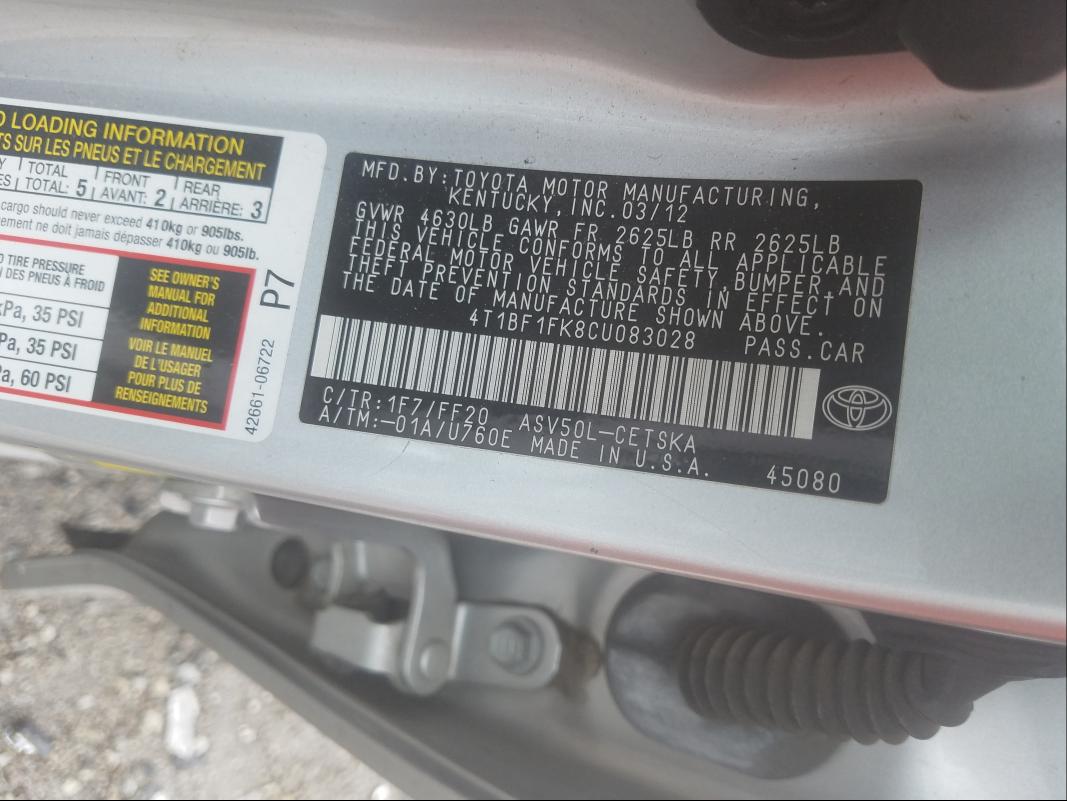 LOADING INFORMATION
SUR LES PNEUS ET LE CHARGEMENT
TOTAL FRONT REAR
TOTAL: 5 AVANT: 2 ARRIÈRE: 3
cargo should never exceed 410kg or 905lbs.
ne doit jamais dépasser 410kg ou 905lb.
TIRE PRESSURE
DES PNEUS À FROID
35 PSI
35 PSI
60 PSI
SEE OWNER'S
MANUAL FOR
ADDITIONAL
INFORMATION
VOIR LE MANUEL
DE L'USAGER
POUR PLUS DE
RENSEIGNEMENTS
P7
42661-06722
MFD.BY:TOYOTA MOTOR MANUFACTURING,
KENTUCKY, INC.03/12
GVWR 4630LB GAWR FR 2625LB RR 2625LB
THIS VEHICLE CONFORMS TO ALL APPLICABLE
FEDERAL MOTOR VEHICLE SAFETY,BUMPER,AND
THEFT PREVENTION STANDARDS IN EFFECT ON
THE DATE OF MANUFACTURE SHOWN ABOVE.
4T1BF1FK8CU083028 PASS.CAR
C/TR:1F7/FF20 ASV50L-CETSKA
A/TM:-01A/U760E MADE IN U.S.A. 45080